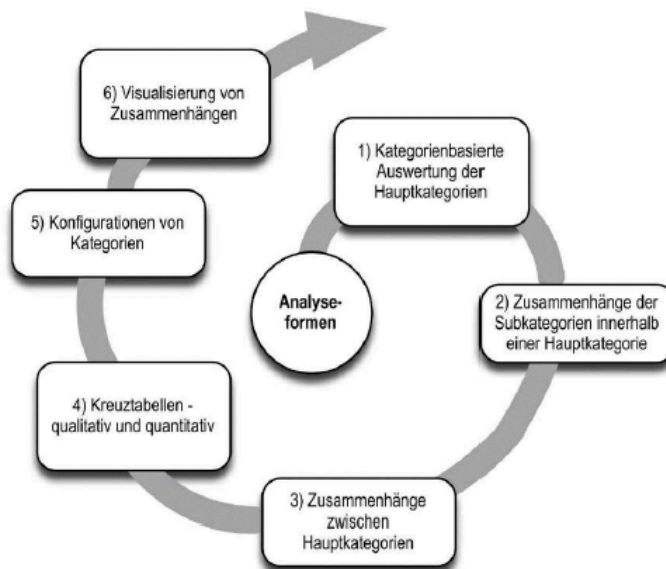 Analyse-
formen
1) Kategorienbasierte
Auswertung der
Hauptkategorien
2) Zusammenhänge der
Subkategorien innerhalb
einer Hauptkategorie
3) Zusammenhänge
zwischen
Hauptkategorien
4) Kreuztabellen -
qualitativ und quantitativ
5) Konfigurationen von
Kategorien
6) Visualisierung von
Zusammenhängen